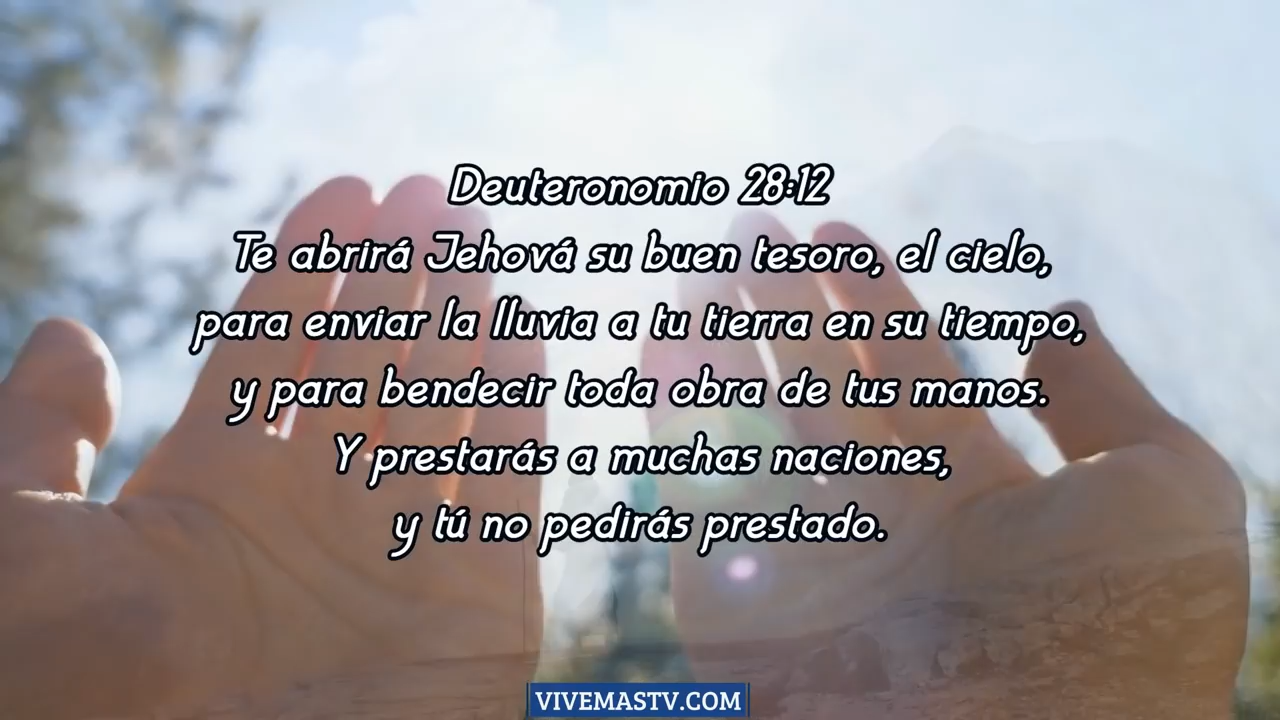 Deuteronomio 28:12
Te abrirá Jehová su buen tesoro, el cielo,
para enviar la lluvia a tu tierra en su tiempo,
y para bendecir toda obra de tus manos.
Y prestarás a muchas naciones,
y tú no pedirás prestado.
VIVEMASTV.COM